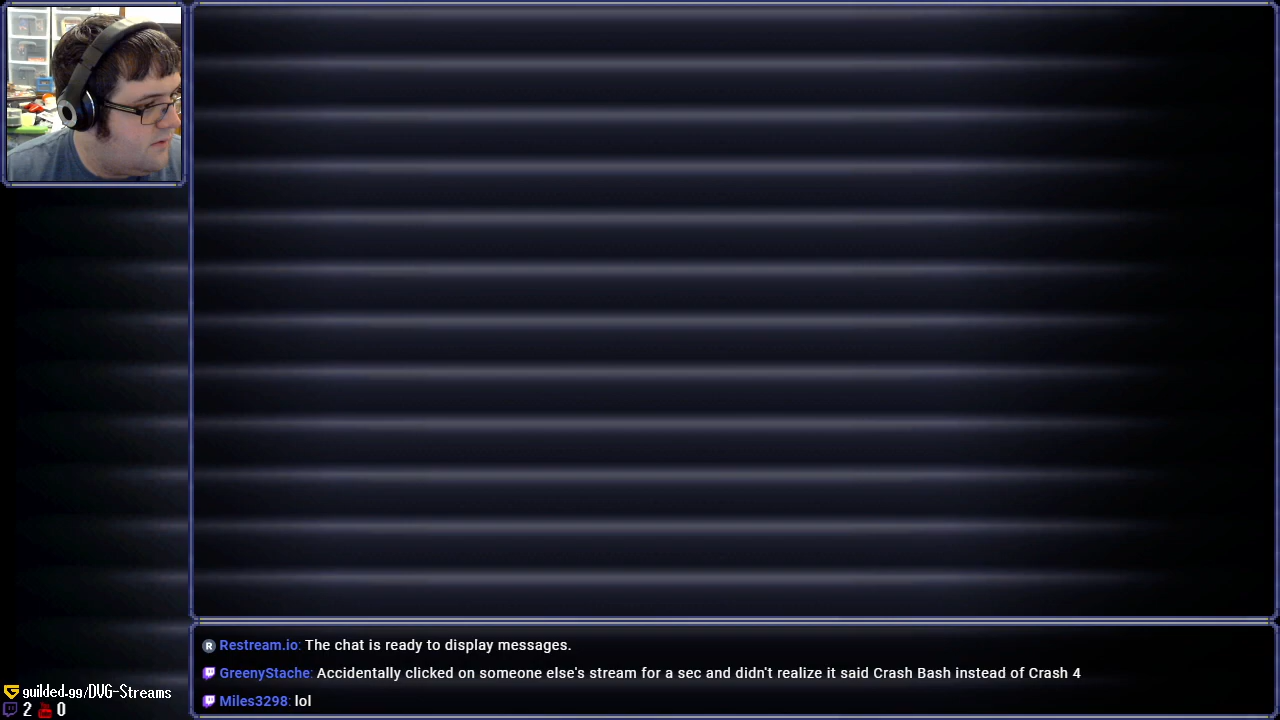 Restream.io: The chat is ready to display messages.
GreenyStache: Accidentally clicked on someone else's stream for a sec and didn't realize it said Crash Bash instead of Crash 4
Miles3298: lol
guilded.gg/DVG-Streams
2 0